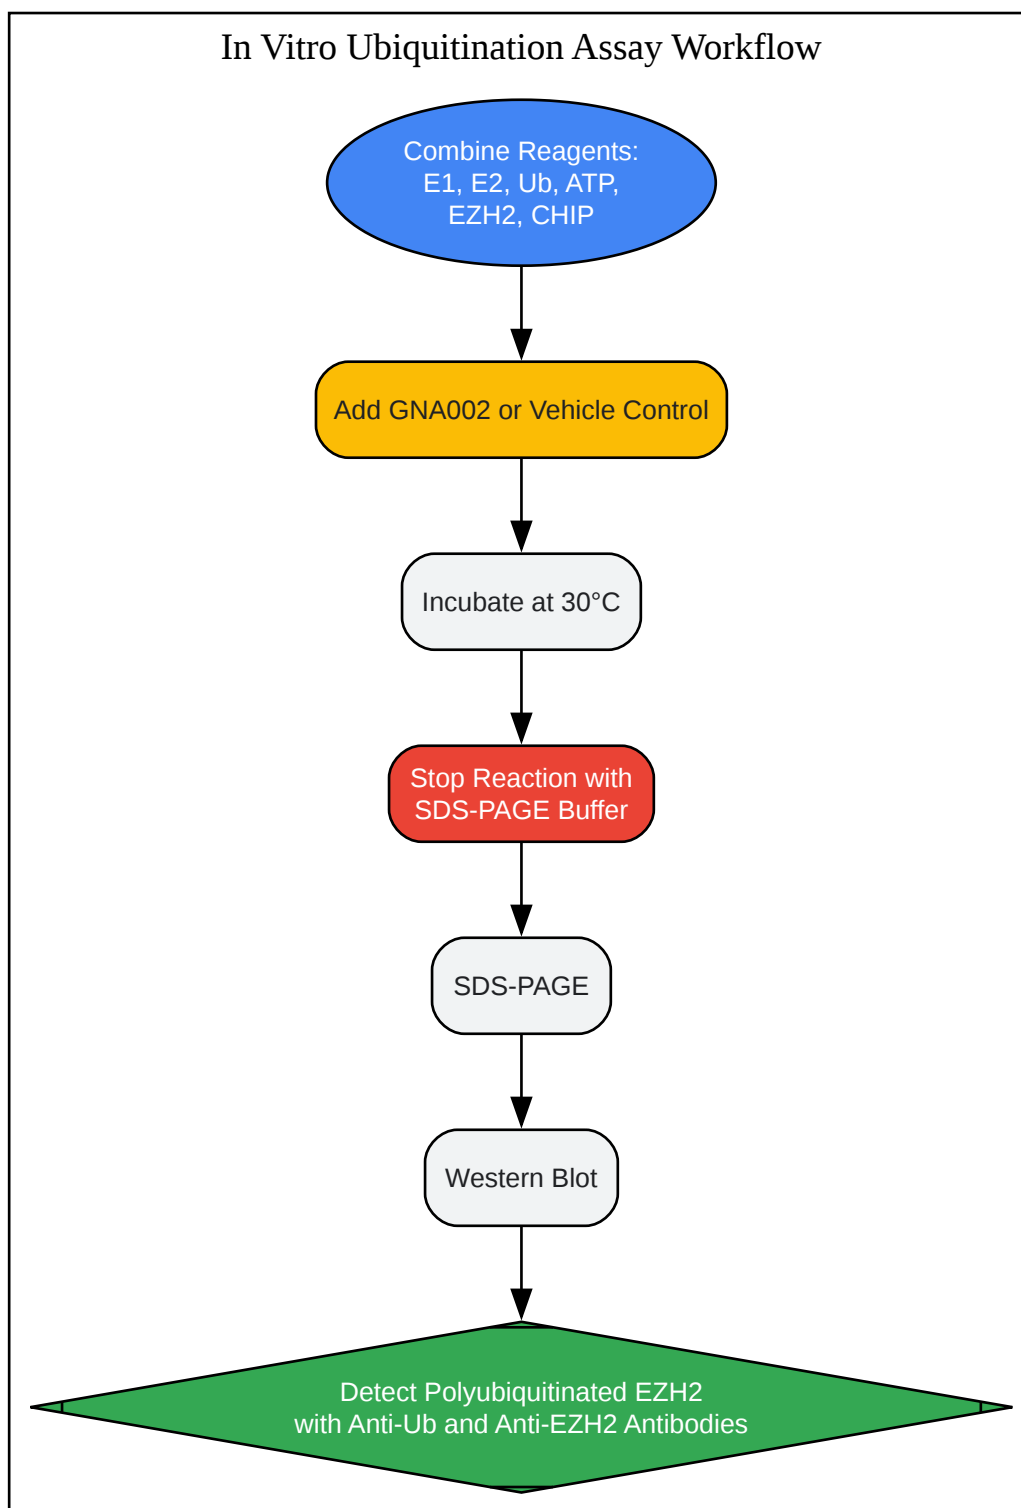 In Vitro Ubiquitination Assay Workflow
Combine Reagents:
E1, E2, Ub, ATP,
EZH2, CHIP
Add GNA002 or Vehicle Control
Incubate at 30°C
Stop Reaction with
SDS-PAGE Buffer
SDS-PAGE
Western Blot
Detect Polyubiquitinated EZH2
with Anti-Ub and Anti-EZH2 Antibodies